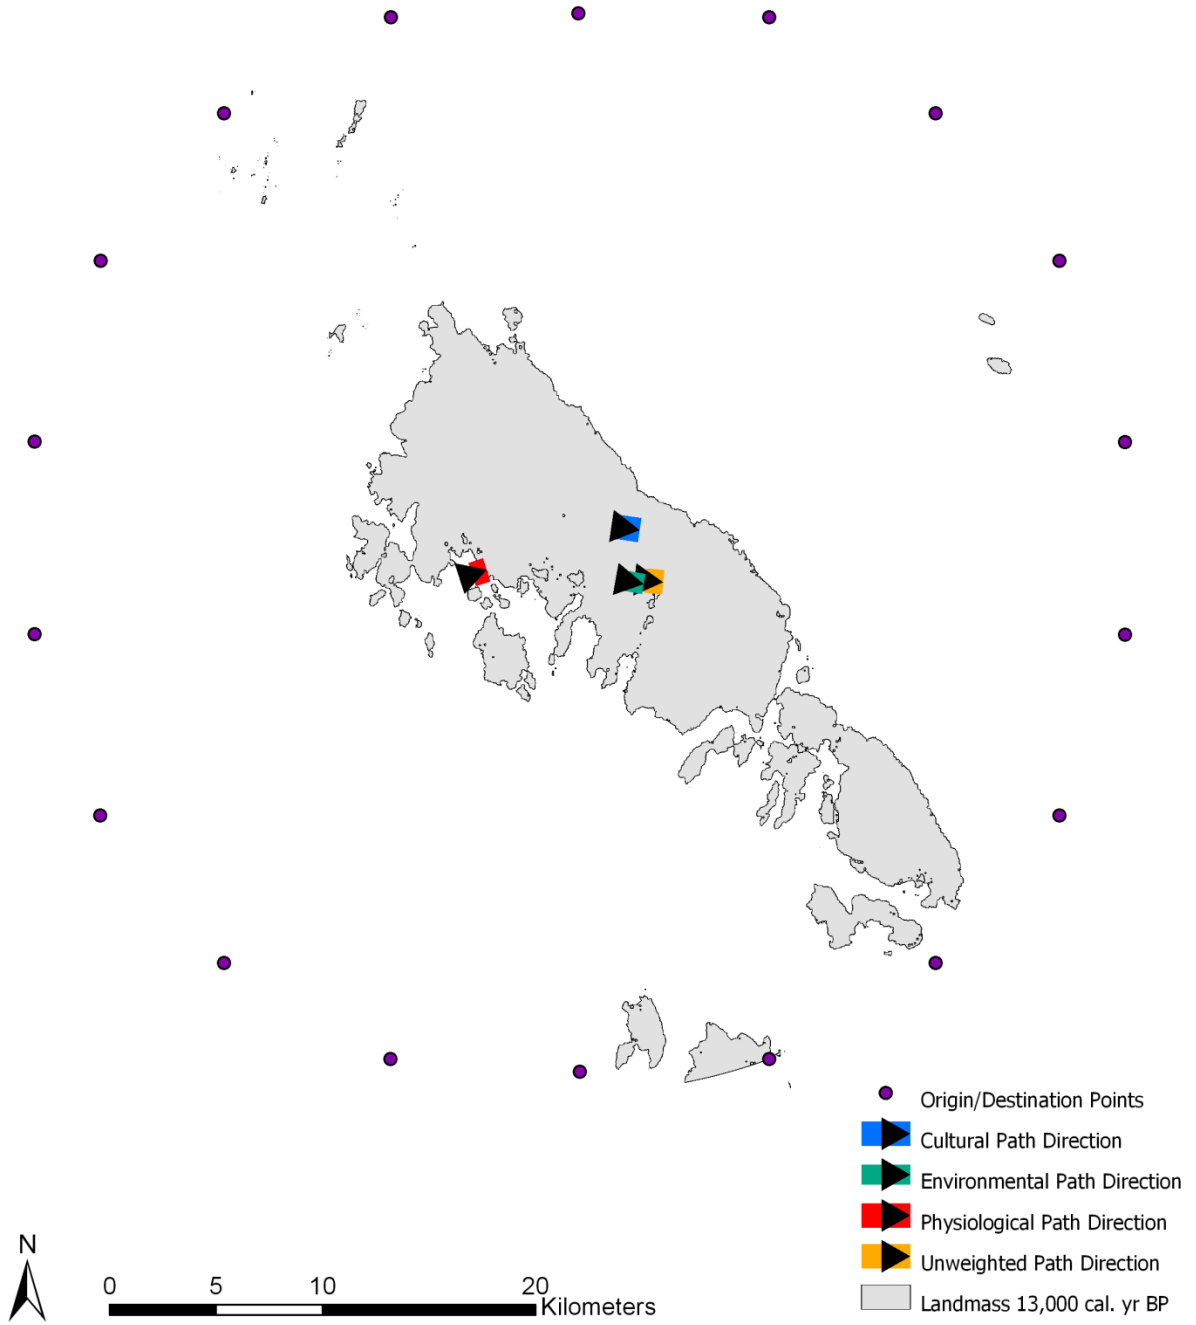 Origin/Destination Points
Cultural Path Direction
Environmental Path Direction
Physiological Path Direction
Unweighted Path Direction
Landmass 13,000 cal. yr BP
N
0 5 10 20
Kilometers